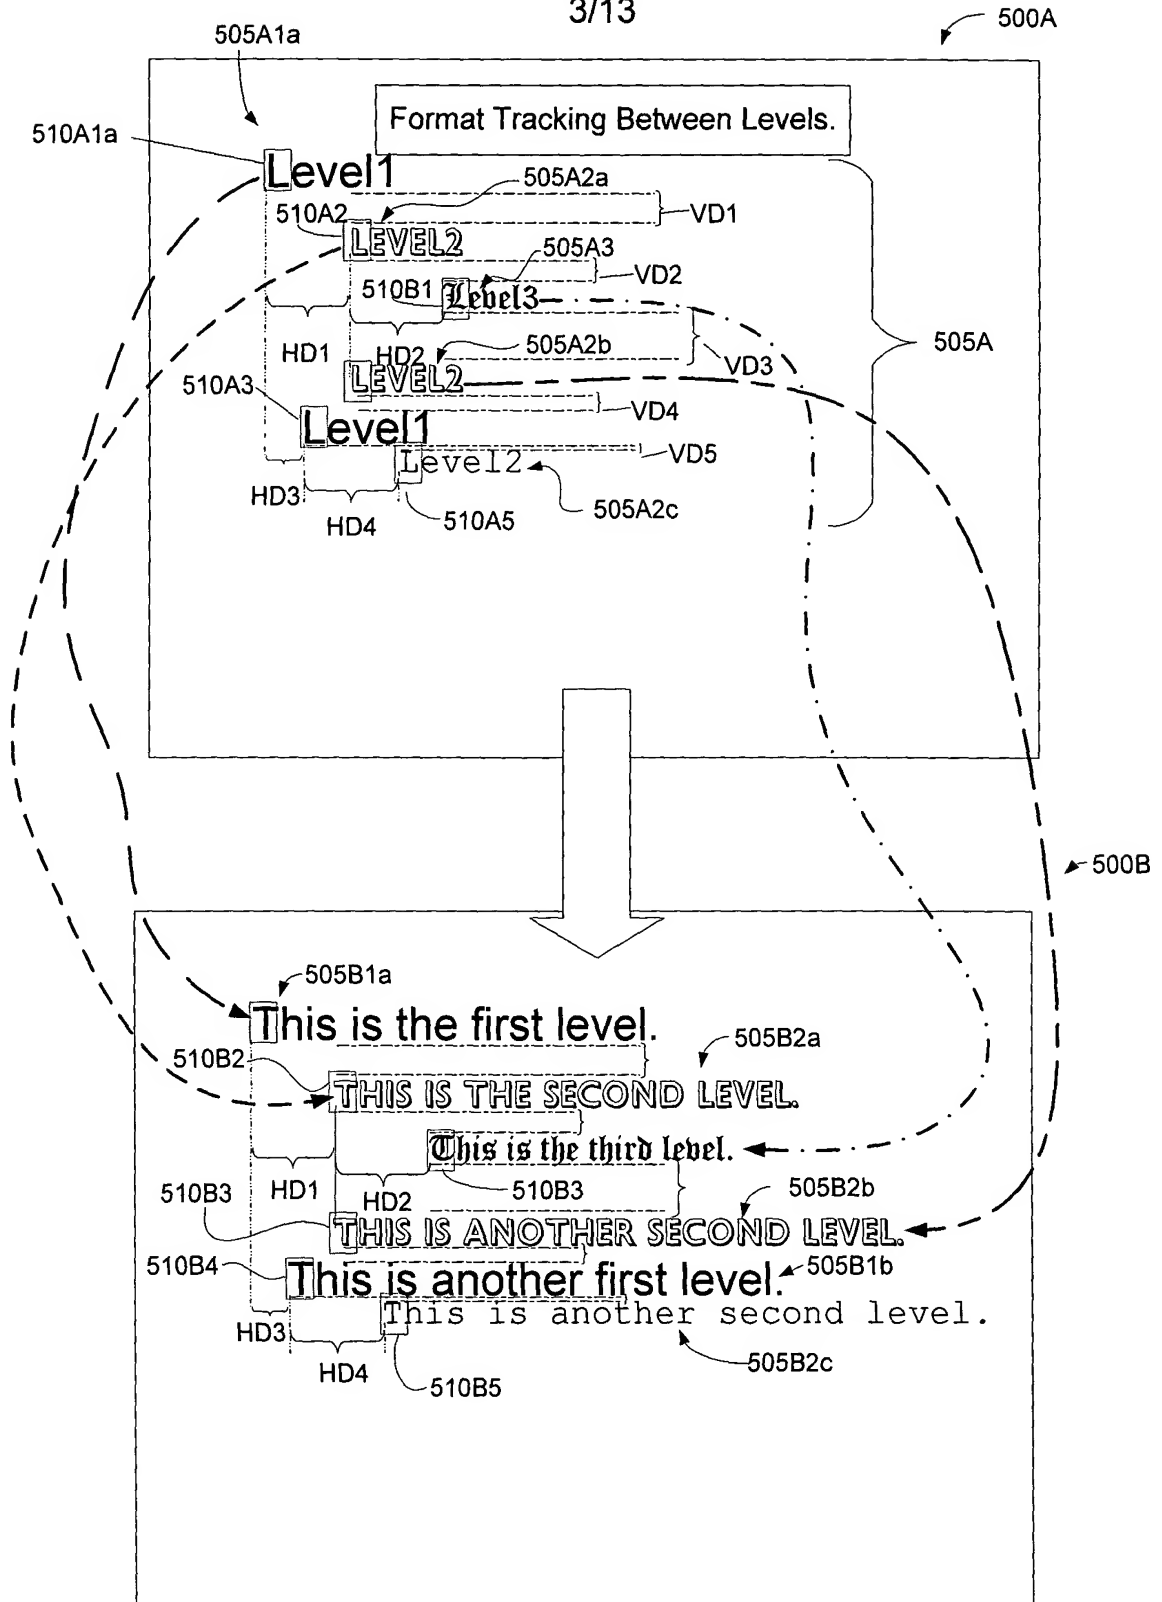 3/13
500A
505A1a
Format Tracking Between Levels.
510A1a
Level1
505A2a
510A2
VD1
LEVEL2
505A3
VD2
510B1
Level3
HD1
HD2
505A2b
VD3
505A
LEVEL2
510A3
VD4
Level1
VD5
Level2
HD3
HD4
510A5
505A2c
500B
505B1a
This is the first level.
505B2a
510B2
THIS IS THE SECOND LEVEL.
This is the third level.
HD1
HD2
510B3
505B2b
510B3
THIS IS ANOTHER SECOND LEVEL.
510B4
505B1b
This is another first level.
This is another second level.
HD3
HD4
505B2c
510B5